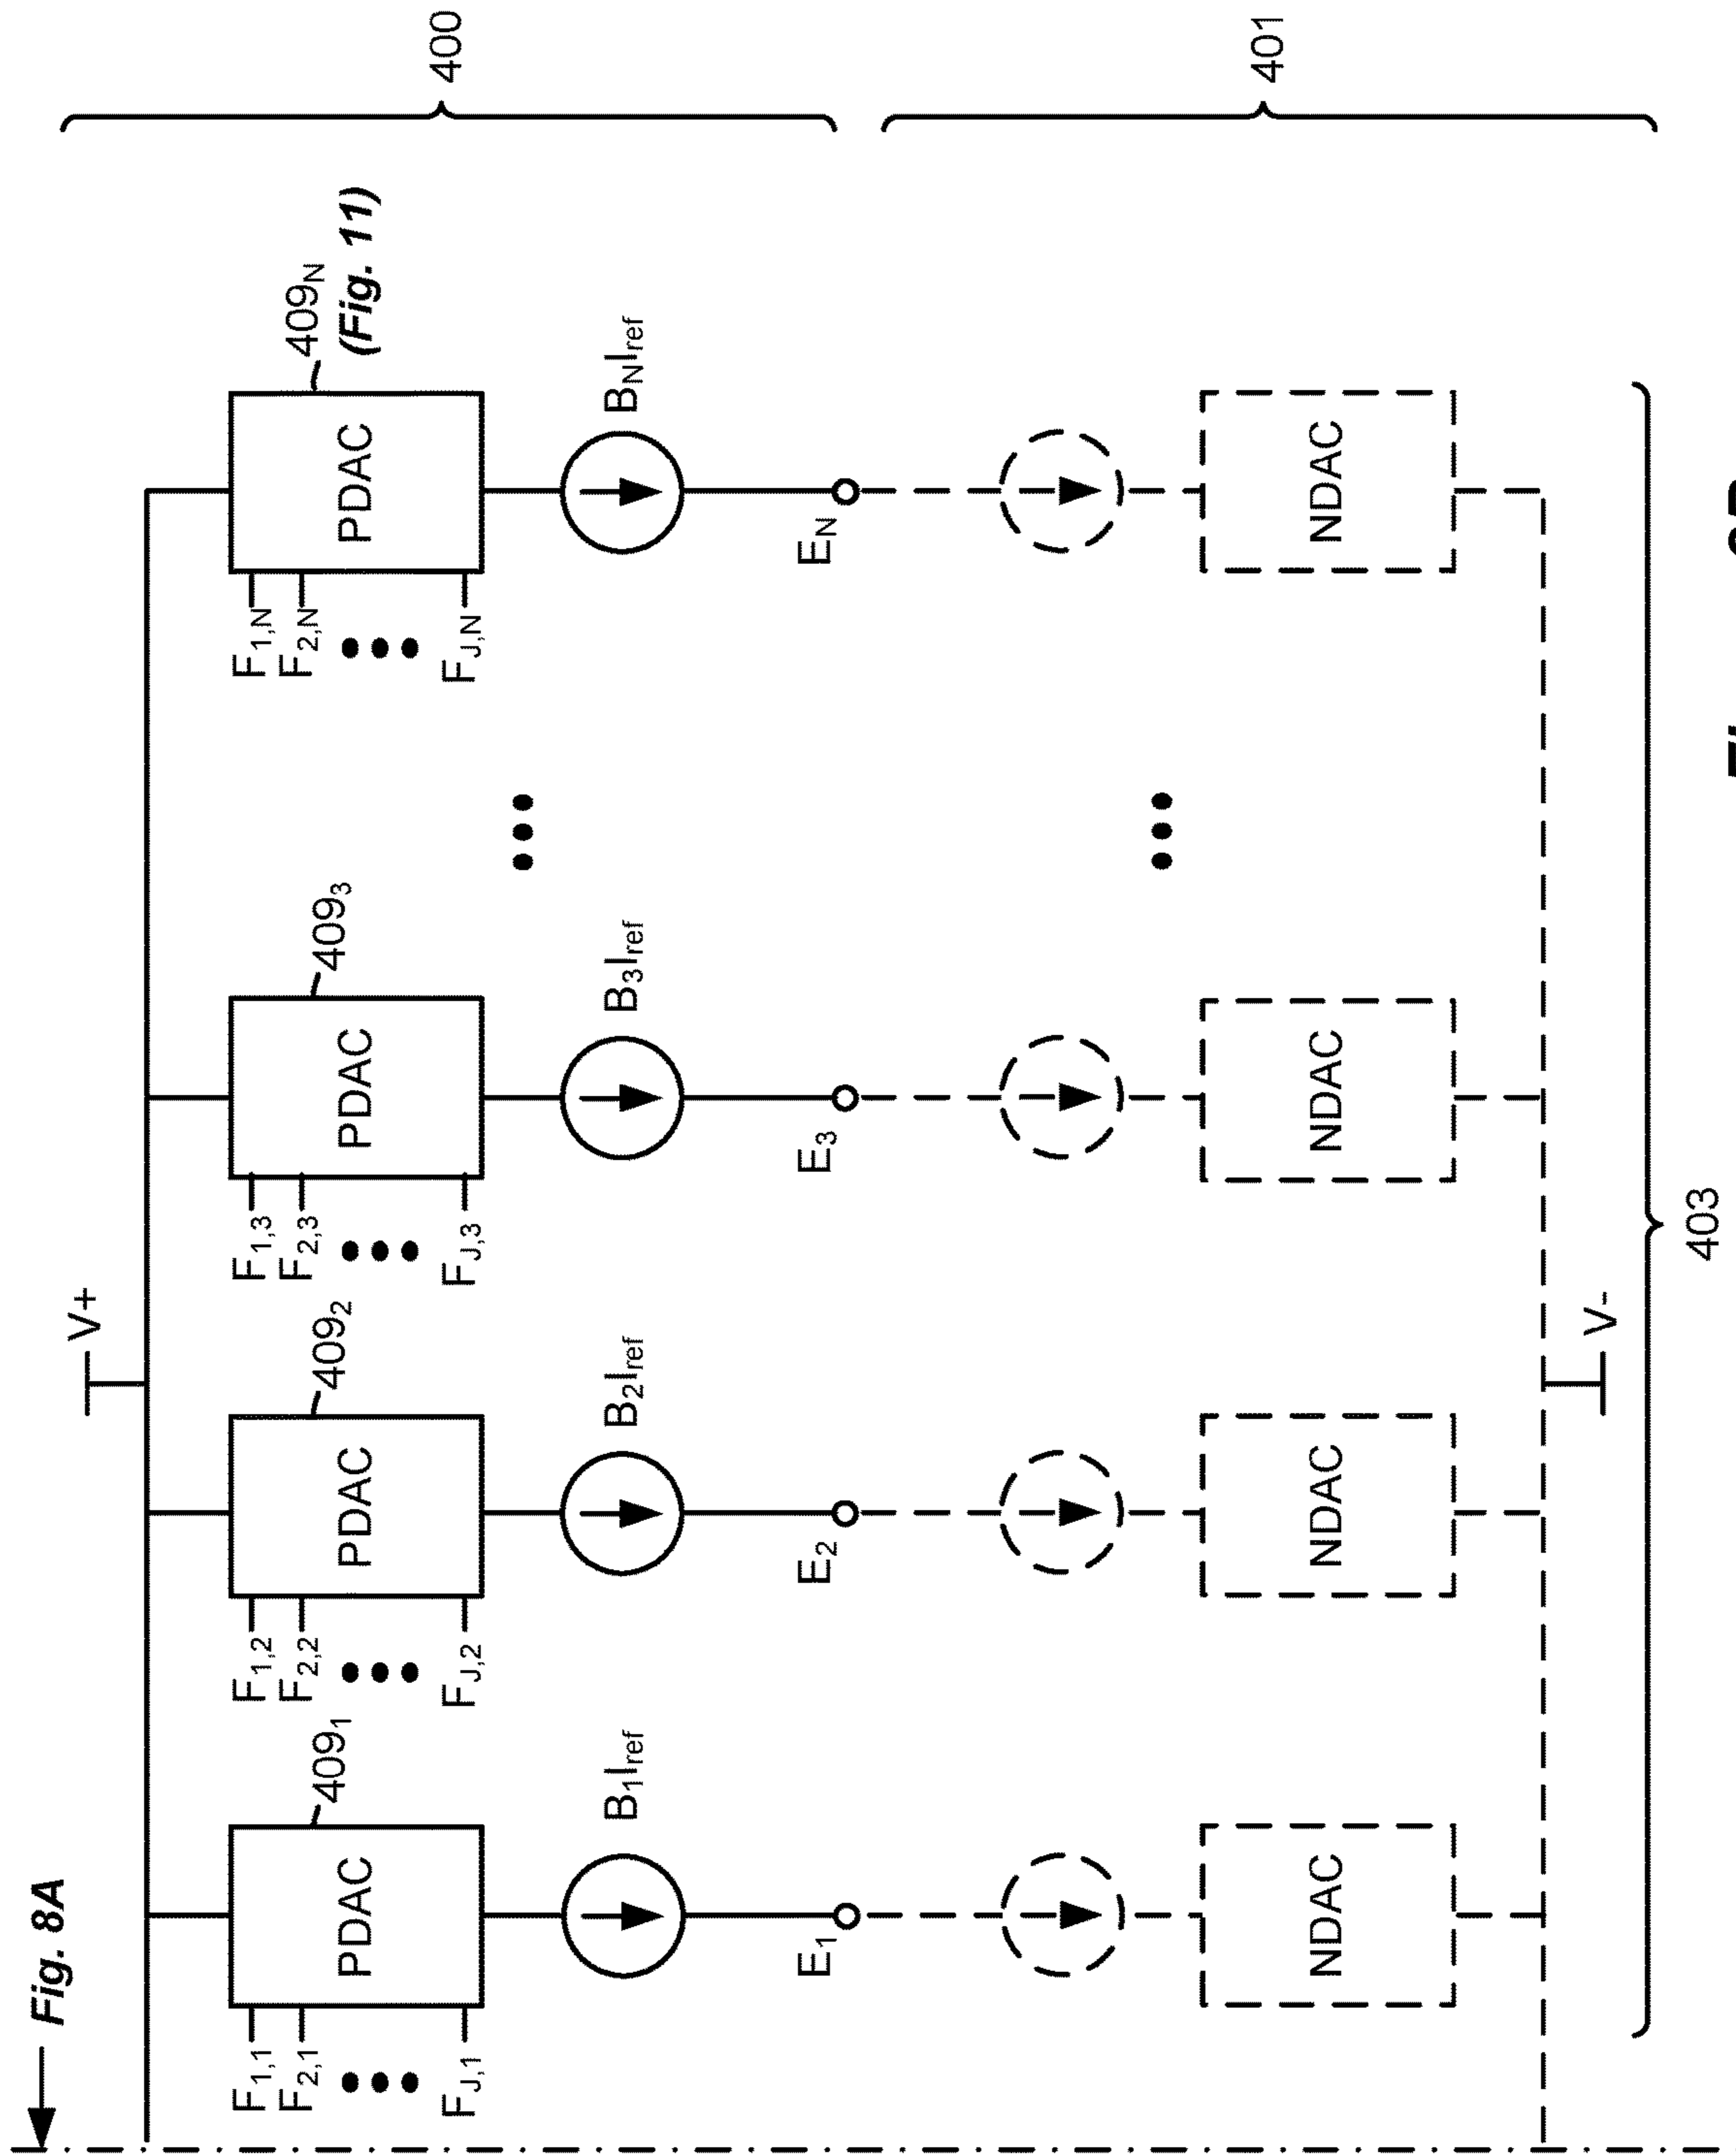 Fig. 8A
V+
400
F1,1
F2,1
FJ,1
PDAC
409₁
F1,2
F2,2
FJ,2
PDAC
409₂
F1,3
F2,3
FJ,3
PDAC
409₃
F1,N
F2,N
FJ,N
PDAC
409N
(Fig. 11)
B₁Iref
B₂Iref
B₃Iref
BNIref
E₁
E₂
E₃
EN
401
NDAC
NDAC
NDAC
NDAC
V-
403